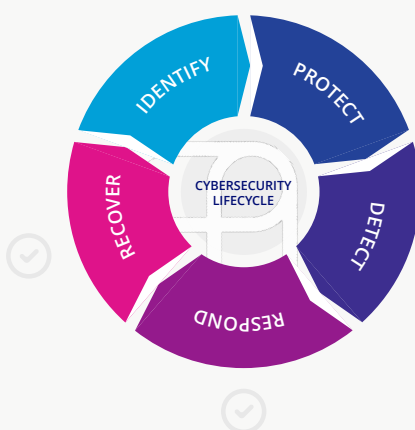 IDENTIFY
PROTECT
DETECT
RESPOND
RECOVER
CYBERSECURITY
LIFECYCLE